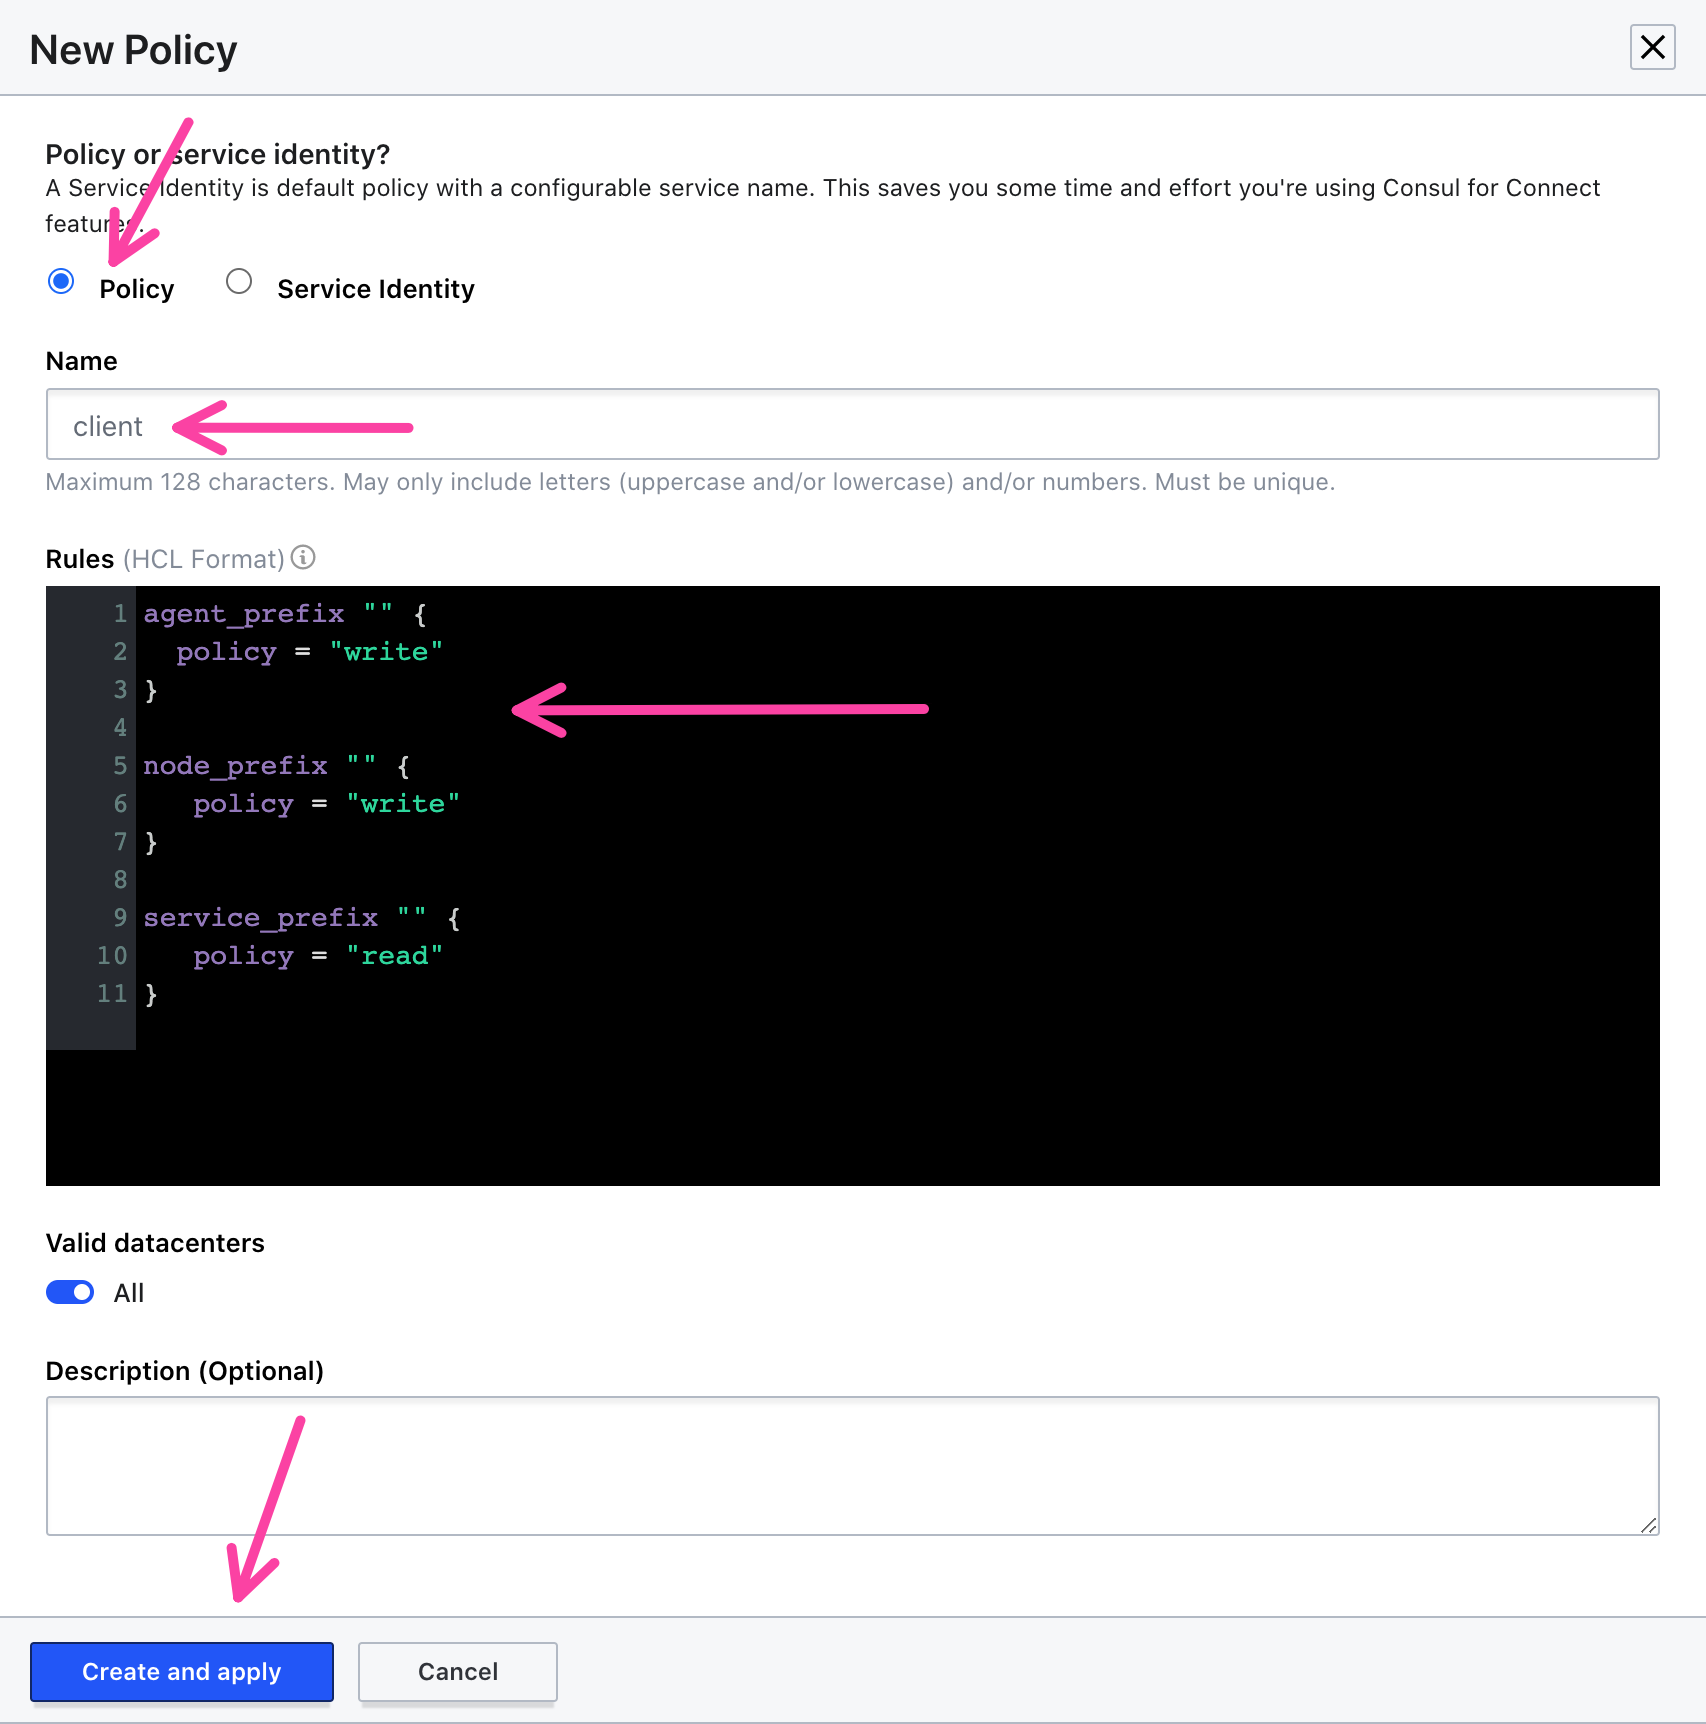 New Policy
Policy or service identity?
A Service Identity is default policy with a configurable service name. This saves you some time and effort you're using Consul for Connect
features.
Policy
Service Identity
Name
client
Maximum 128 characters. May only include letters (uppercase and/or lowercase) and/or numbers. Must be unique.
Rules (HCL Format)
1 agent_prefix "" {
2   policy = "write"
3 }
4
5 node_prefix "" {
6    policy = "write"
7 }
8
9 service_prefix "" {
10    policy = "read"
11 }
Valid datacenters
All
Description (Optional)
Create and apply
Cancel